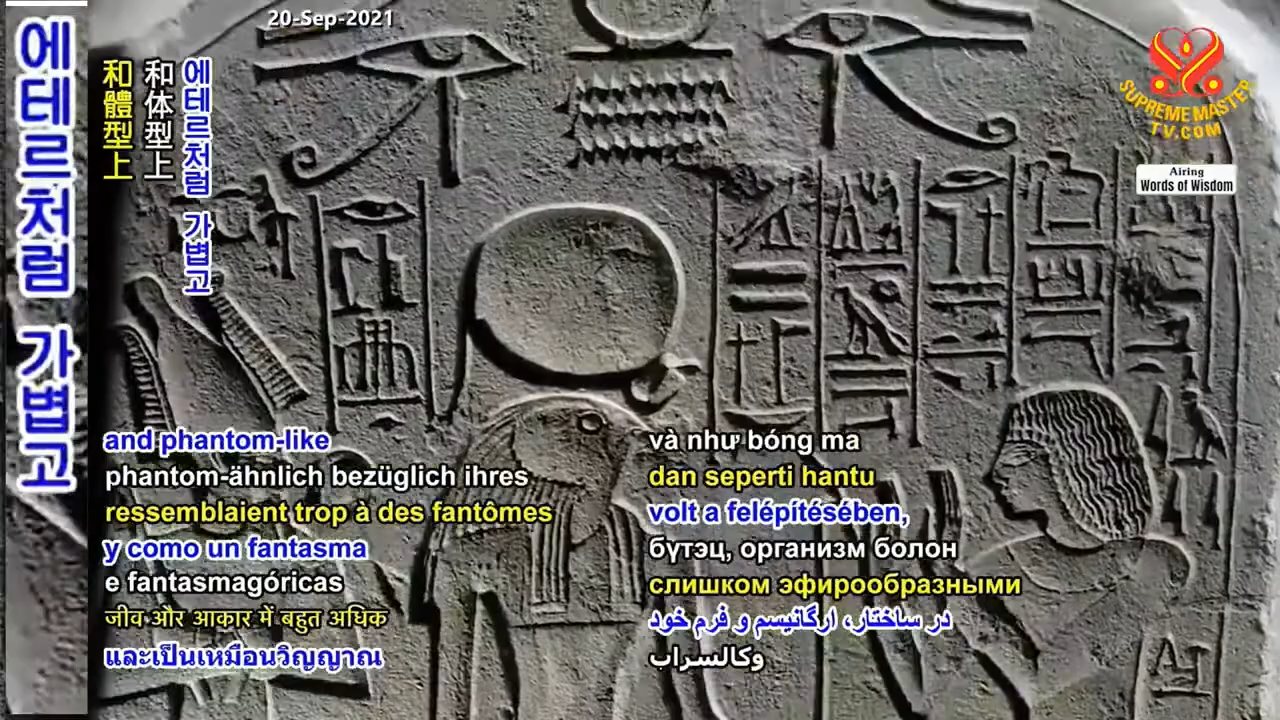 20-Sep-2021
SUPREME MASTER
TV.COM
Airing
Words of Wisdom
에테르처럼 가볍고
和體型上
和体型上
에테르처럼 가볍고
and phantom-like
phantom-ähnlich bezüglich ihres
ressemblaient trop à des fantômes
y como un fantasma
e fantasmagóricas
जीव और आकार में बहुत अधिक
และเป็นเหมือนวิญญาณ
và như bóng ma
dan seperti hantu
volt a felépítésében,
бүтэц, организм болон
слишком эфирообразными
در ساختار، ارگانیسم و فرم خود
وكالسراب